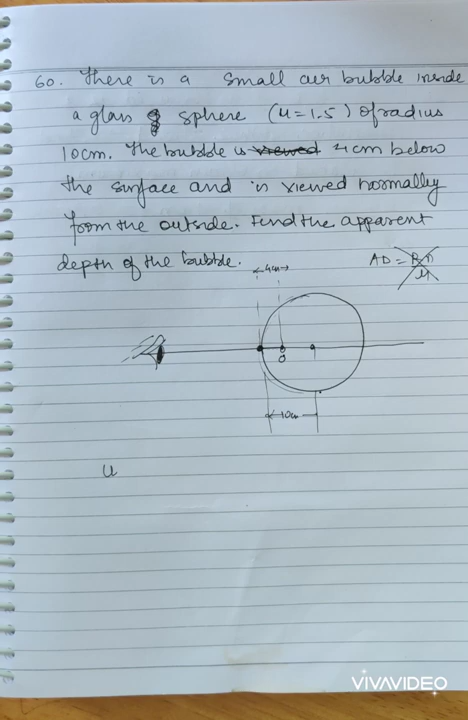 60. There is a small air bubble inside
a glass sphere (μ=1.5) of radius
10cm. The bubble is viewed 4cm below
the surface and is viewed normally
from the outside. Find the apparent
depth of the bubble.
4cm
AD = RD/μ
O
10cm
u
VIVAVIDEO